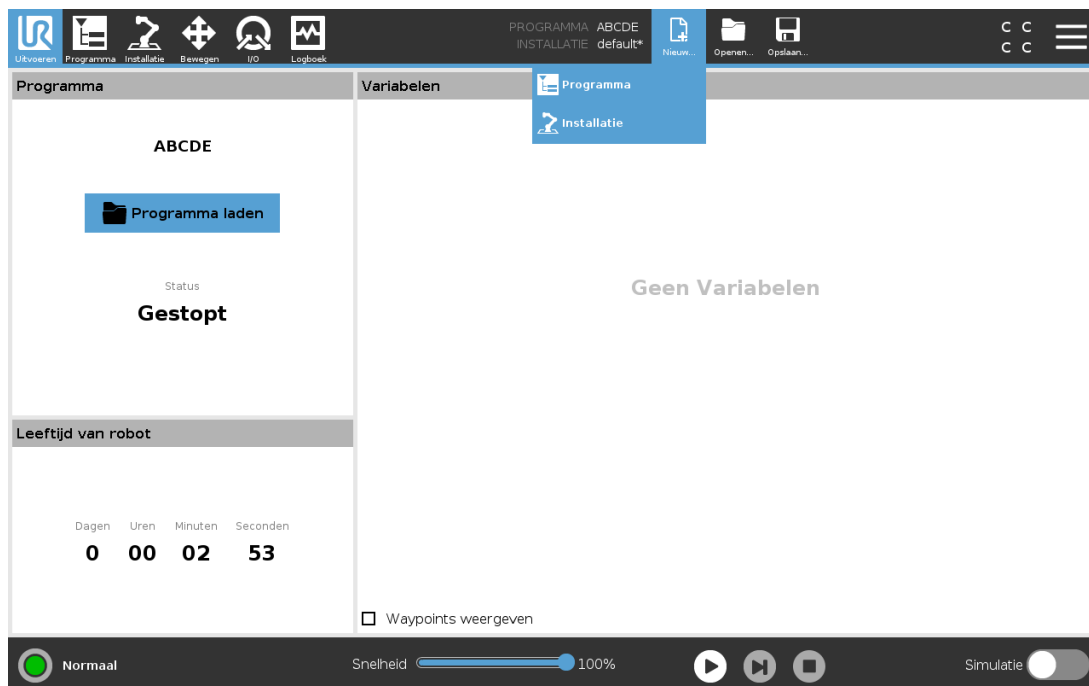 PROGRAMMA ABCDE
INSTALLATIE default*
Uitvoeren Programma Installatie Bewegen I/O Logboek Nieuw... Openen... Opslaan...
C C
C C
Programma
Variabelen
Programma
Installatie
ABCDE
Programma laden
Status
Gestopt
Geen Variabelen
Leeftijd van robot
Dagen Uren Minuten Seconden
0 00 02 53
Waypoints weergeven
Normaal
Snelheid 100%
Simulatie